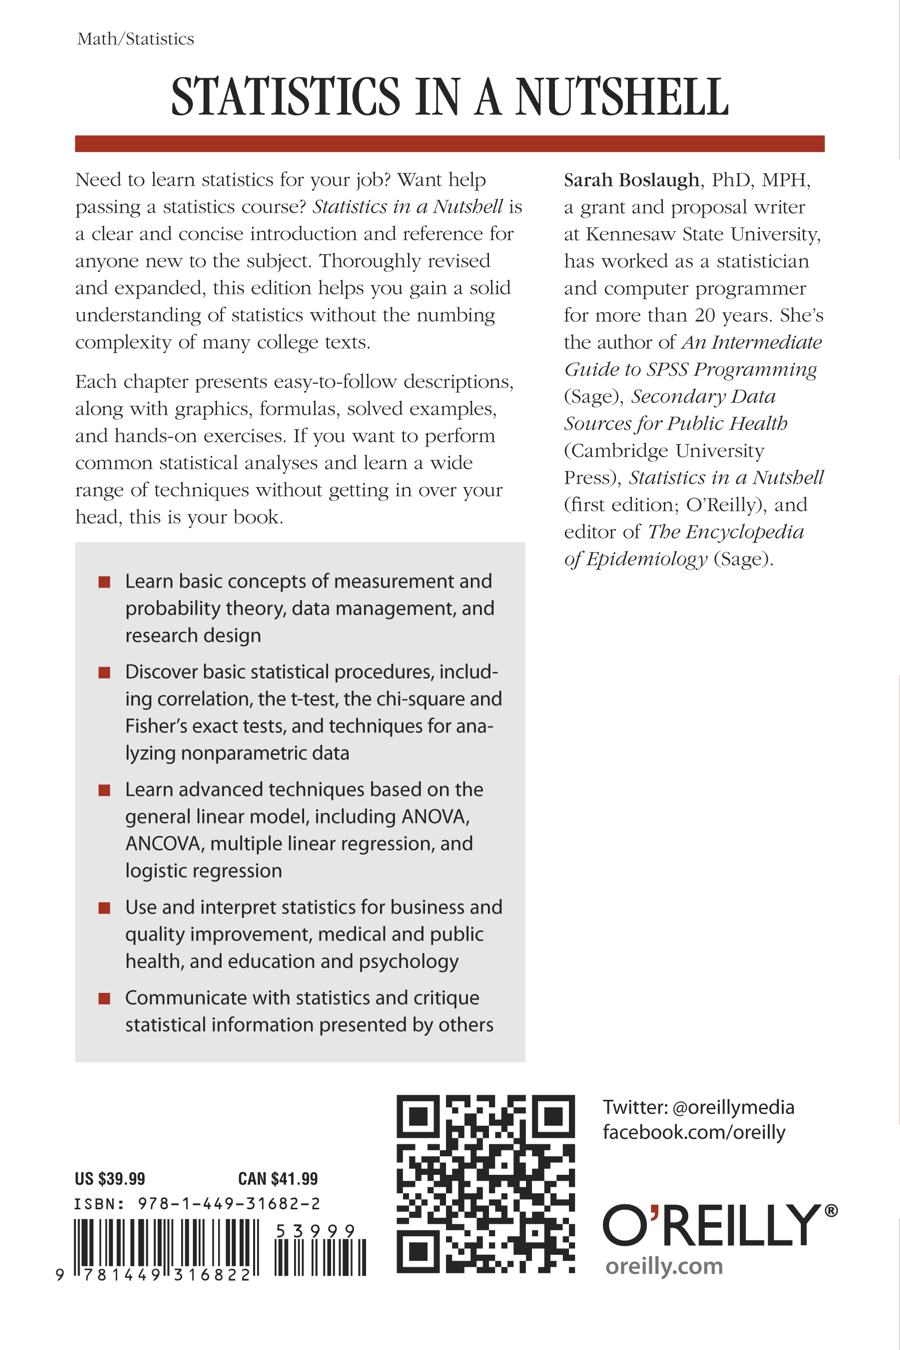 Math/Statistics
STATISTICS IN A NUTSHELL
Need to learn statistics for your job? Want help
passing a statistics course? Statistics in a Nutshell is
a clear and concise introduction and reference for
anyone new to the subject. Thoroughly revised
and expanded, this edition helps you gain a solid
understanding of statistics without the numbing
complexity of many college texts.
Each chapter presents easy-to-follow descriptions,
along with graphics, formulas, solved examples,
and hands-on exercises. If you want to perform
common statistical analyses and learn a wide
range of techniques without getting in over your
head, this is your book.
■ Learn basic concepts of measurement and
probability theory, data management, and
research design
■ Discover basic statistical procedures, includ-
ing correlation, the t-test, the chi-square and
Fisher's exact tests, and techniques for ana-
lyzing nonparametric data
■ Learn advanced techniques based on the
general linear model, including ANOVA,
ANCOVA, multiple linear regression, and
logistic regression
■ Use and interpret statistics for business and
quality improvement, medical and public
health, and education and psychology
■ Communicate with statistics and critique
statistical information presented by others
Sarah Boslaugh, PhD, MPH,
a grant and proposal writer
at Kennesaw State University,
has worked as a statistician
and computer programmer
for more than 20 years. She's
the author of An Intermediate
Guide to SPSS Programming
(Sage), Secondary Data
Sources for Public Health
(Cambridge University
Press), Statistics in a Nutshell
(first edition; O'Reilly), and
editor of The Encyclopedia
of Epidemiology (Sage).
US $39.99 CAN $41.99
ISBN: 978-1-449-31682-2
53999
9 781449 316822
Twitter: @oreillymedia
facebook.com/oreilly
O'REILLY®
oreilly.com